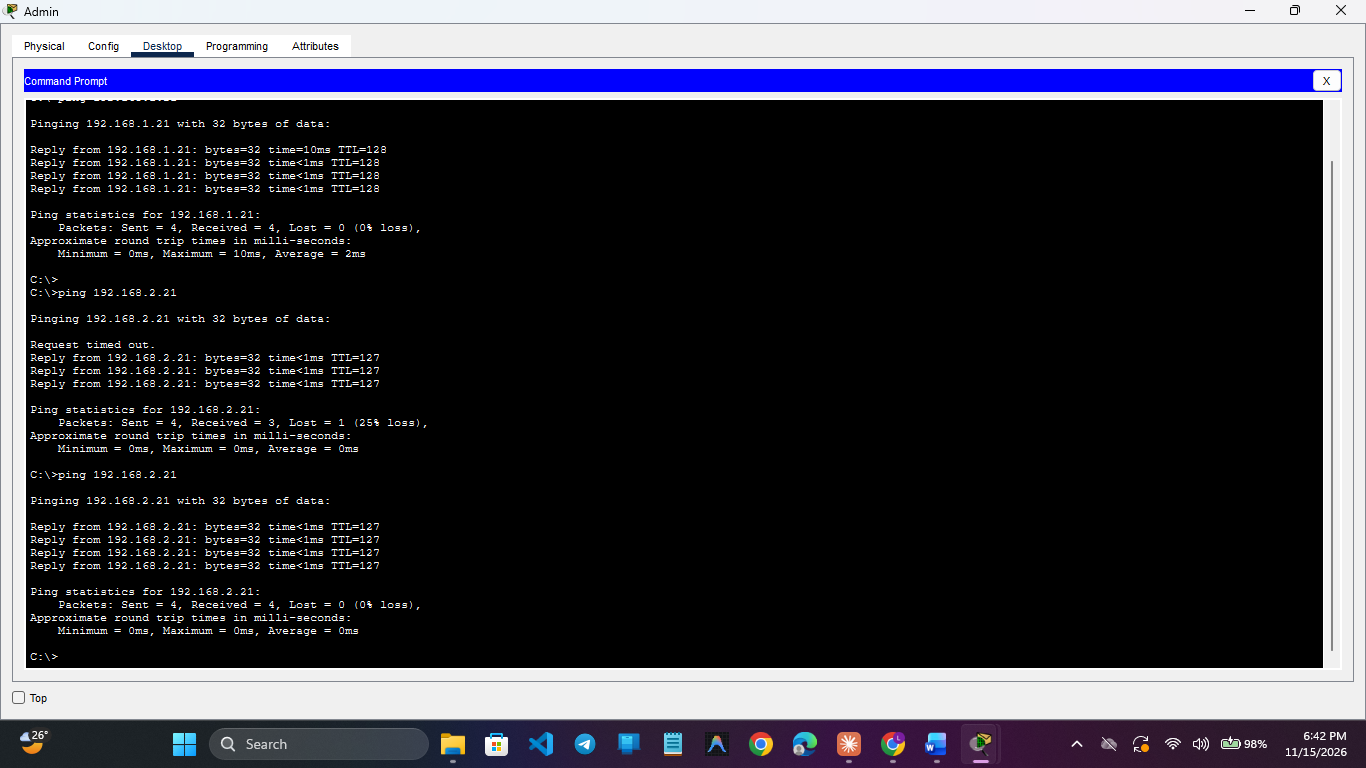 Admin
Physical Config Desktop Programming Attributes
Command Prompt
X
Pinging 192.168.1.21 with 32 bytes of data:
Reply from 192.168.1.21: bytes=32 time=10ms TTL=128
Reply from 192.168.1.21: bytes=32 time<1ms TTL=128
Reply from 192.168.1.21: bytes=32 time<1ms TTL=128
Reply from 192.168.1.21: bytes=32 time<1ms TTL=128
Ping statistics for 192.168.1.21:
Packets: Sent = 4, Received = 4, Lost = 0 (0% loss),
Approximate round trip times in milli-seconds:
Minimum = 0ms, Maximum = 10ms, Average = 2ms
C:\>
C:\>ping 192.168.2.21
Pinging 192.168.2.21 with 32 bytes of data:
Request timed out.
Reply from 192.168.2.21: bytes=32 time<1ms TTL=127
Reply from 192.168.2.21: bytes=32 time<1ms TTL=127
Reply from 192.168.2.21: bytes=32 time<1ms TTL=127
Ping statistics for 192.168.2.21:
Packets: Sent = 4, Received = 3, Lost = 1 (25% loss),
Approximate round trip times in milli-seconds:
Minimum = 0ms, Maximum = 0ms, Average = 0ms
C:\>ping 192.168.2.21
Pinging 192.168.2.21 with 32 bytes of data:
Reply from 192.168.2.21: bytes=32 time<1ms TTL=127
Reply from 192.168.2.21: bytes=32 time<1ms TTL=127
Reply from 192.168.2.21: bytes=32 time<1ms TTL=127
Reply from 192.168.2.21: bytes=32 time<1ms TTL=127
Ping statistics for 192.168.2.21:
Packets: Sent = 4, Received = 4, Lost = 0 (0% loss),
Approximate round trip times in milli-seconds:
Minimum = 0ms, Maximum = 0ms, Average = 0ms
C:\>
Top
26°
Search
98%
6:42 PM
11/15/2026